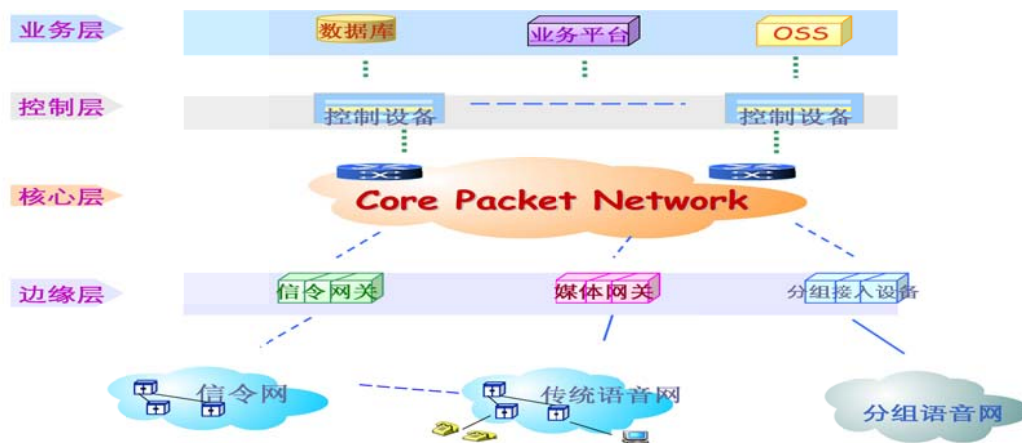 业务层
数据库
业务平台
OSS
控制层
控制设备
控制设备
核心层
Core Packet Network
边缘层
信令网关
媒体网关
分组接入设备
信令网
传统语音网
分组语音网